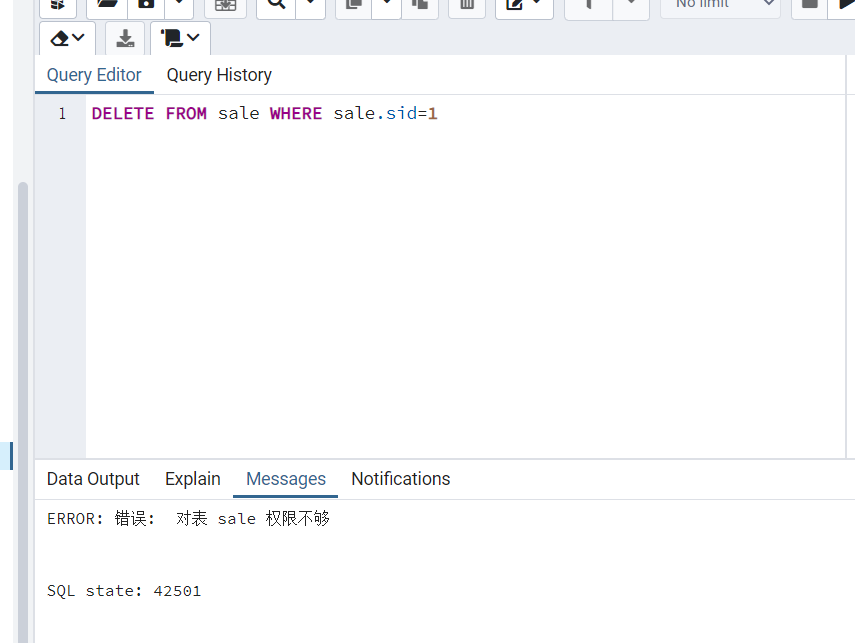 No limit
Query Editor Query History
1 DELETE FROM sale WHERE sale.sid=1
Data Output Explain Messages Notifications
ERROR: 错误: 对表 sale 权限不够
SQL state: 42501